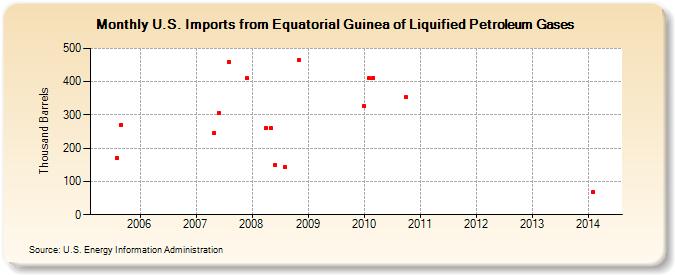 Monthly U.S. Imports from Equatorial Guinea of Liquified Petroleum Gases
Thousand Barrels
500
400
300
200
100
0
2006 2007 2008 2009 2010 2011 2012 2013 2014
Source: U.S. Energy Information Administration